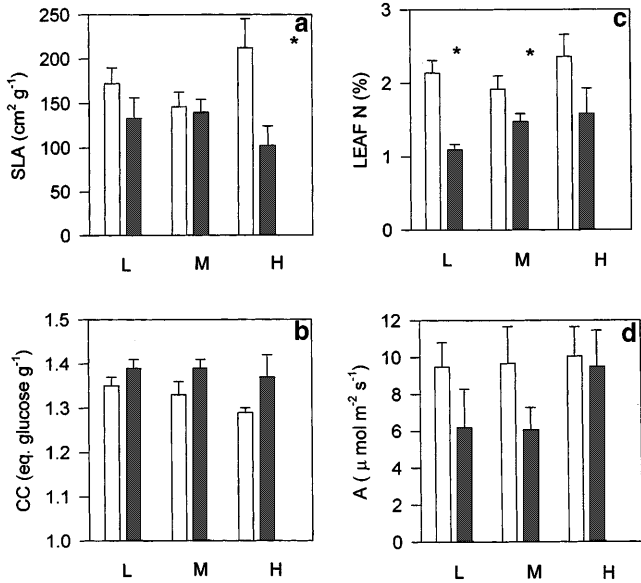 a
*
SLA (cm² g⁻¹)
250
200
150
100
50
0
L M H
c
* *
LEAF N (%)
3
2
1
0
L M H
b
CC (eq. glucose g⁻¹)
1.5
1.4
1.3
1.2
1.1
1.0
L M H
d
A ( μ mol m⁻² s⁻¹)
12
10
8
6
4
2
0
L M H